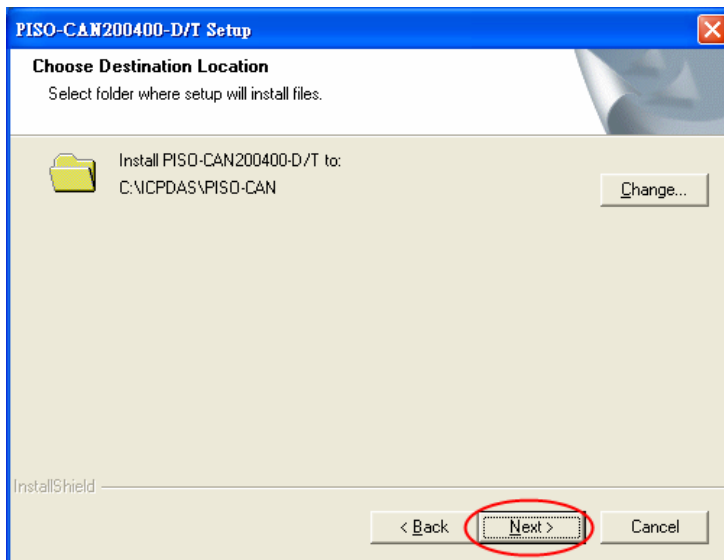 PISO-CAN200400-D/T Setup
Choose Destination Location
Select folder where setup will install files.
Install PISO-CAN200400-D/T to:
C:\ICPDAS\PISO-CAN
Change...
InstallShield
< Back
Next >
Cancel